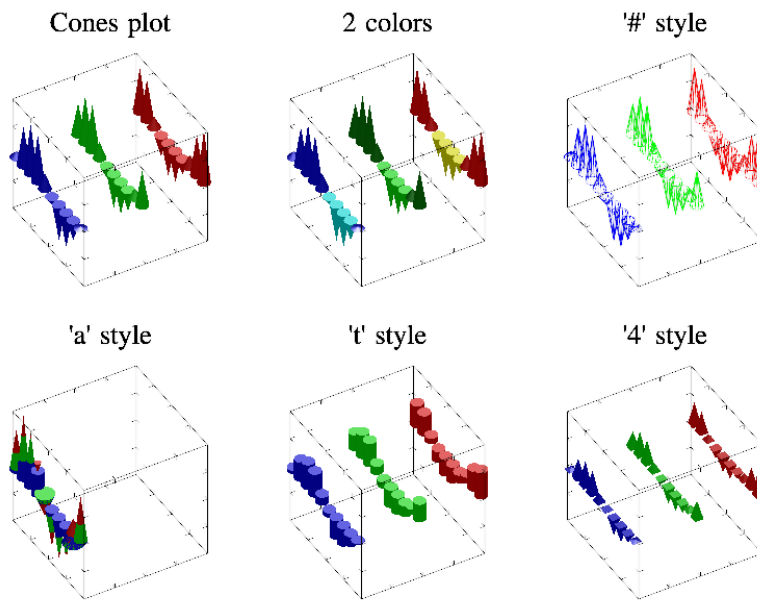 Cones plot
2 colors
'#' style
'a' style
't' style
'4' style